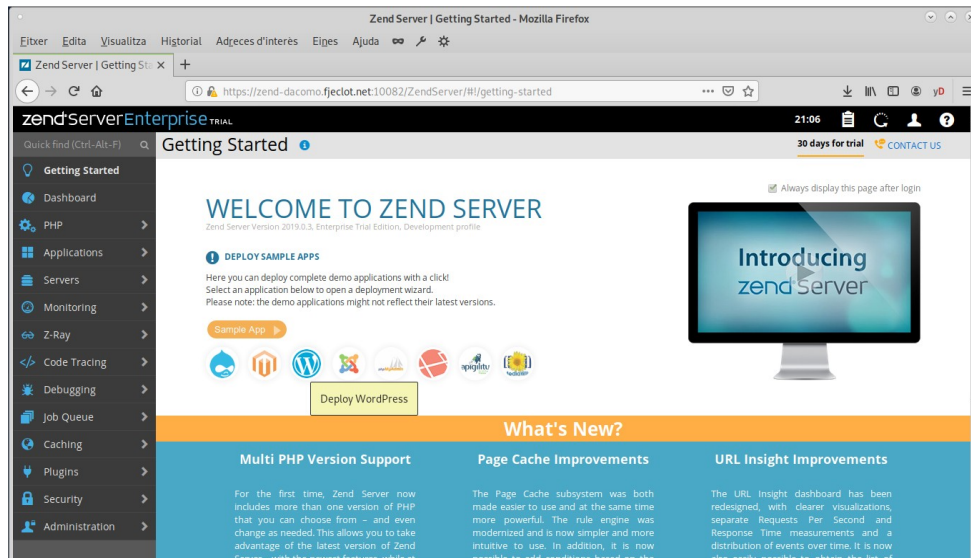 Zend Server | Getting Started - Mozilla Firefox
Eitxer Edita Visualitza Historial Adreces d'interès Eines Ajuda
Zend Server | Getting Sta
https://zend-dacomo.fjeclot.net:10082/ZendServer/#!/getting-started
yD
zend'serverEnterprise TRIAL
21:06
Quick find (Ctrl-Alt-F)
Getting Started
30 days for trial
CONTACT US
Getting Started
Dashboard
PHP
Applications
Servers
Monitoring
Z-Ray
Code Tracing
Debugging
Job Queue
Caching
Plugins
Security
Administration
Always display this page after login
WELCOME TO ZEND SERVER
Zend Server Version 2019.0.3, Enterprise Trial Edition, Development profile
DEPLOY SAMPLE APPS
Here you can deploy complete demo applications with a click!
Select an application below to open a deployment wizard.
Please note: the demo applications might not reflect their latest versions.
Sample App
apigility
Deploy WordPress
Introducing
zend'server
What's New?
Multi PHP Version Support
For the first time, Zend Server now
includes more than one version of PHP
that you can choose from – and even
change as needed. This allows you to take
advantage of the latest version of Zend
Page Cache Improvements
The Page Cache subsystem was both
made easier to use and at the same time
more powerful. The rule engine was
modernized and is now simpler and more
intuitive to use. In addition, it is now
URL Insight Improvements
The URL Insight dashboard has been
redesigned, with clearer visualizations,
separate Requests Per Second and
Response Time measurements and a
distribution of events over time. It is now